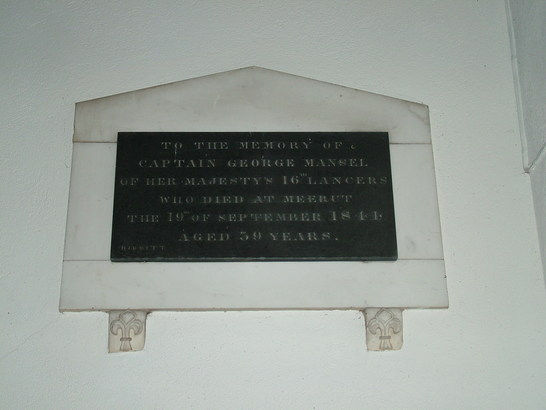 TO THE MEMORY OF
CAPTAIN GEORGE MANSEL
OF HER MAJESTY'S 16TH LANCERS
WHO DIED AT MEERUT
THE 19TH OF SEPTEMBER 1844
AGED 39 YEARS.